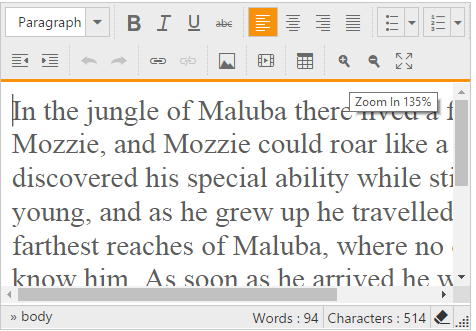 Paragraph B I U abc
Zoom In 135%
In the jungle of Maluba there lived a f
Mozzie, and Mozzie could roar like a
discovered his special ability while sti
young, and as he grew up he travelled
farthest reaches of Maluba, where no
know him. As soon as he arrived he w
» body Words : 94 Characters : 514